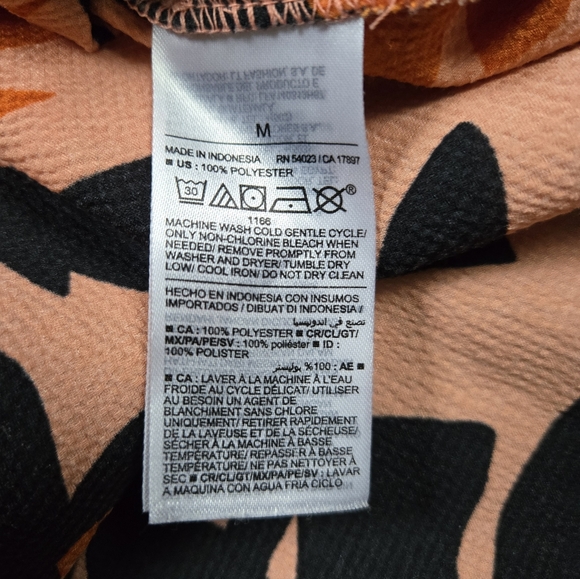 M
MADE IN INDONESIA RN 54023 / CA 17897
■ US : 100% POLYESTER
30
®
1166
MACHINE WASH COLD GENTLE CYCLE/
ONLY NON-CHLORINE BLEACH WHEN
NEEDED/ REMOVE PROMPTLY FROM
WASHER AND DRYER/ TUMBLE DRY
LOW/ COOL IRON/ DO NOT DRY CLEAN
HECHO EN INDONESIA CON INSUMOS
IMPORTADOS / DIBUAT DI INDONESIA /
تصنع في اندونيسيا
■ CA : 100% POLYESTER ■ CR/CL/GT/
MX/PA/PE/SV : 100% poliéster ■ ID :
100% POLISTER
■ AE : 100% بوليستر
■ CA : LAVER À LA MACHINE À L'EAU
FROIDE AU CYCLE DÉLICAT/ UTILISER
AU BESOIN UN AGENT DE
BLANCHIMENT SANS CHLORE
UNIQUEMENT/ RETIRER RAPIDEMENT
DE LA LAVEUSE ET DE LA SÉCHEUSE/
SÉCHER À LA MACHINE À BASSE
TEMPÉRATURE/ REPASSER À BASSE
TEMPÉRATURE/ NE PAS NETTOYER À
SEC ■ CR/CL/GT/MX/PA/PE/SV : LAVAR
A MAQUINA CON AGUA FRIA CICLO